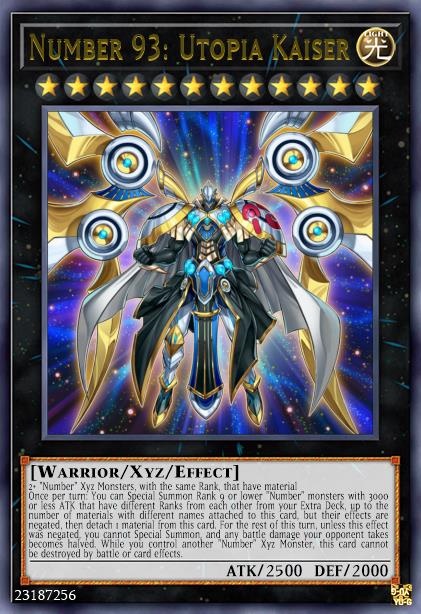 Number 93: Utopia Kaiser
LIGHT
光
[Warrior/Xyz/Effect]
2+ "Number" Xyz Monsters, with the same Rank, that have material
Once per turn: You can Special Summon Rank 9 or lower "Number" monsters with 3000
or less ATK that have different Ranks from each other from your Extra Deck, up to the
number of materials with different names attached to this card, but their effects are
negated, then detach 1 material from this card. For the rest of this turn, unless this effect
was negated, you cannot Special Summon, and any battle damage your opponent takes
becomes halved. While you control another "Number" Xyz Monster, this card cannot
be destroyed by battle or card effects.
ATK/2500 DEF/2000
23187256